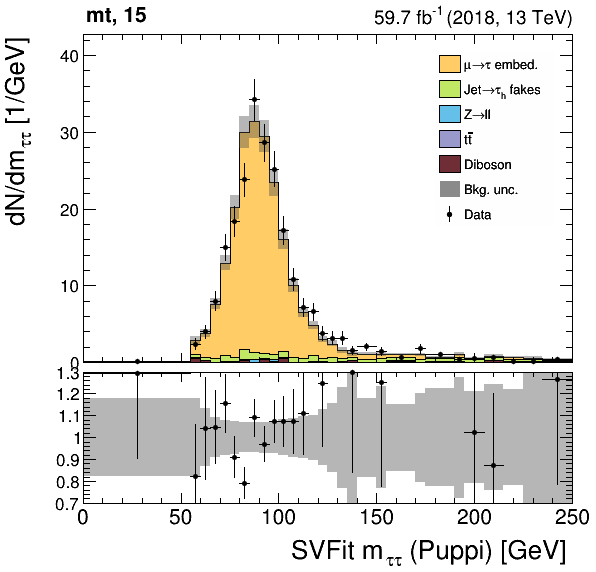 mt, 15
59.7 fb⁻¹ (2018, 13 TeV)
dN/dm_ττ [1/GeV]
40
30
20
10
0
μ→τ embed.
Jet→τ_h fakes
Z→ll
tt̄
Diboson
Bkg. unc.
Data
1.3
1.2
1.1
1
0.9
0.8
0.7
0 50 100 150 200 250
SVFit m_ττ (Puppi) [GeV]